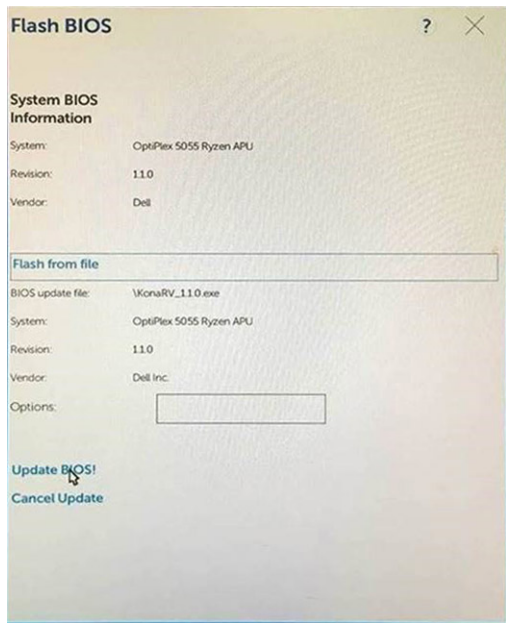 Flash BIOS ?
System BIOS
Information
System: OptiPlex 5055 Ryzen APU
Revision: 1.1.0
Vendor: Dell
Flash from file
BIOS update file: \KonaRV_1.1.0.exe
System: OptiPlex 5055 Ryzen APU
Revision: 1.1.0
Vendor: Dell Inc.
Options:
Update BIOS!
Cancel Update